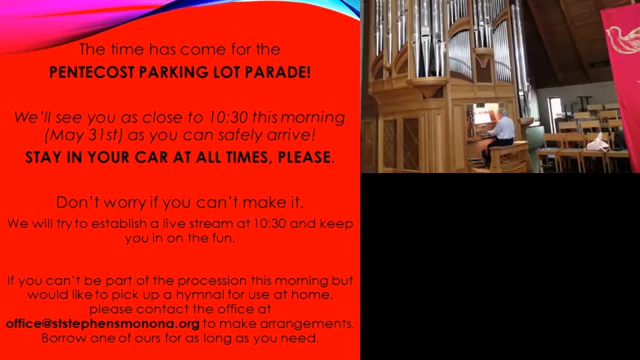 The time has come for the
PENTECOST PARKING LOT PARADE!
We'll see you as close to 10:30 this morning
(May 31st) as you can safely arrive!
STAY IN YOUR CAR AT ALL TIMES, PLEASE.
Don't worry if you can't make it.
We will try to establish a live stream at 10:30 and keep
you in on the fun.
If you can't be part of the procession this morning but
would like to pick up a hymnal for use at home,
please contact the office at
office@ststephensmonona.org to make arrangements.
Borrow one of ours for as long as you need.